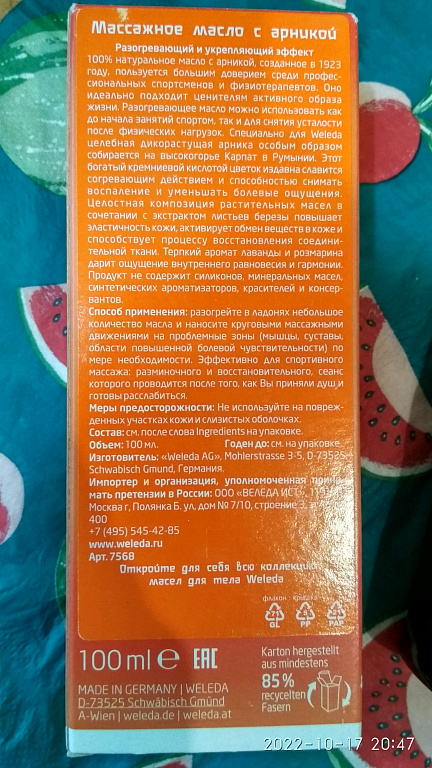 Массажное масло с арникой
Разогревающий и укрепляющий эффект
100% натуральное масло с арникой, созданное в 1923
году, пользуется большим доверием среди профес-
сиональных спортсменов и физиотерапевтов. Оно
идеально подходит ценителям активного образа
жизни. Разогревающее масло можно использовать как
до начала занятий спортом, так и для снятия усталости
после физических нагрузок. Специально для Weleda
целебная дикорастущая арника особым образом
собирается на высокогорье Карпат в Румынии. Этот
богатый кремниевой кислотой цветок издавна славится
согревающим действием и способностью снимать
воспаление и уменьшать болевые ощущения.
Целостная композиция растительных масел в
сочетании с экстрактом листьев березы повышает
эластичность кожи, активирует обмен веществ в коже и
способствует процессу восстановления соедини-
тельной ткани. Терпкий аромат лаванды и розмарина
дарит ощущение внутреннего равновесия и гармонии.
Продукт не содержит силиконов, минеральных масел,
синтетических ароматизаторов, красителей и консер-
вантов.
Способ применения: разогрейте в ладонях небольшое
количество масла и наносите круговыми массажными
движениями на проблемные зоны (мышцы, суставы,
области повышенной болевой чувствительности) по
мере необходимости. Эффективно для спортивного
массажа: разминочного и восстановительного, сеанс
которого проводится после того, как Вы приняли душ и
готовы расслабиться.
Меры предосторожности: Не используйте на повреж-
денных участках кожи и слизистых оболочках.
Состав: см. после слова Ingredients на упаковке.
Объем: 100 мл. Годен до: см. на упаковке.
Изготовитель: «Weleda AG», Mohlerstrasse 3-5, D-73525
Schwabisch Gmund, Германия.
Импортер и организация, уполномоченная прини-
мать претензии в России: ООО «ВЕЛЕДА ИСТ»,
Москва г, Полянка Б. ул, дом № 7/10, строение 3,
400
+7 (495) 545-42-85
www.weleda.ru
Арт. 7568
Откройте для себя всю коллекцию
масел для тела Weleda
флакон: крышка:
71 5 21
GL PP PAP
100 ml e EAC
MADE IN GERMANY | WELEDA
D-73525 Schwäbisch Gmünd
A-Wien | weleda.de | weleda.at
Karton hergestellt
aus mindestens
85 %
recycelten
Fasern
2022-10-17 20:47